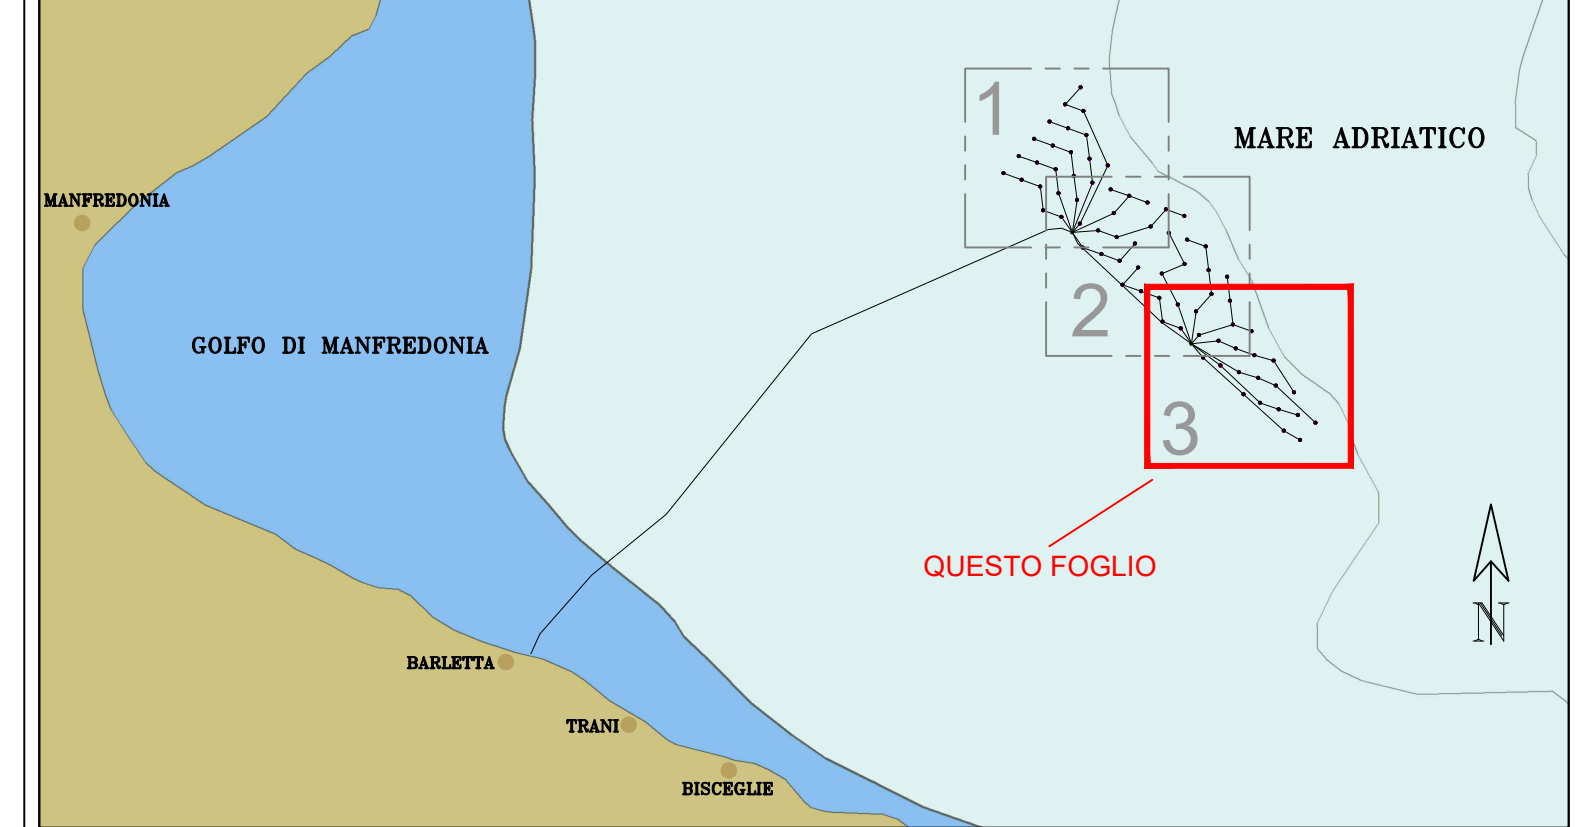 1
MARE ADRIATICO
MANFREDONIA
2
GOLFO DI MANFREDONIA
3
QUESTO FOGLIO
N
BARLETTA
TRANI
BISCEGLIE